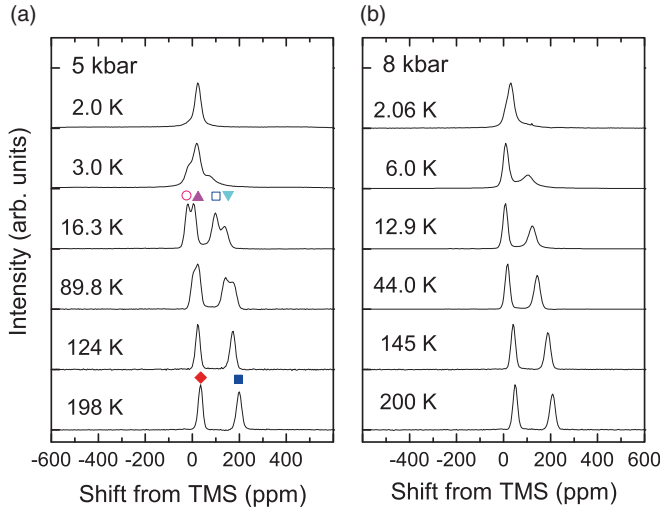 (a)
(b)
Intensity (arb. units)
5 kbar
2.0 K
3.0 K
16.3 K
89.8 K
124 K
198 K
-600 -400 -200 0 200 400
Shift from TMS (ppm)
8 kbar
2.06 K
6.0 K
12.9 K
44.0 K
145 K
200 K
-400 -200 0 200 400 600
Shift from TMS (ppm)